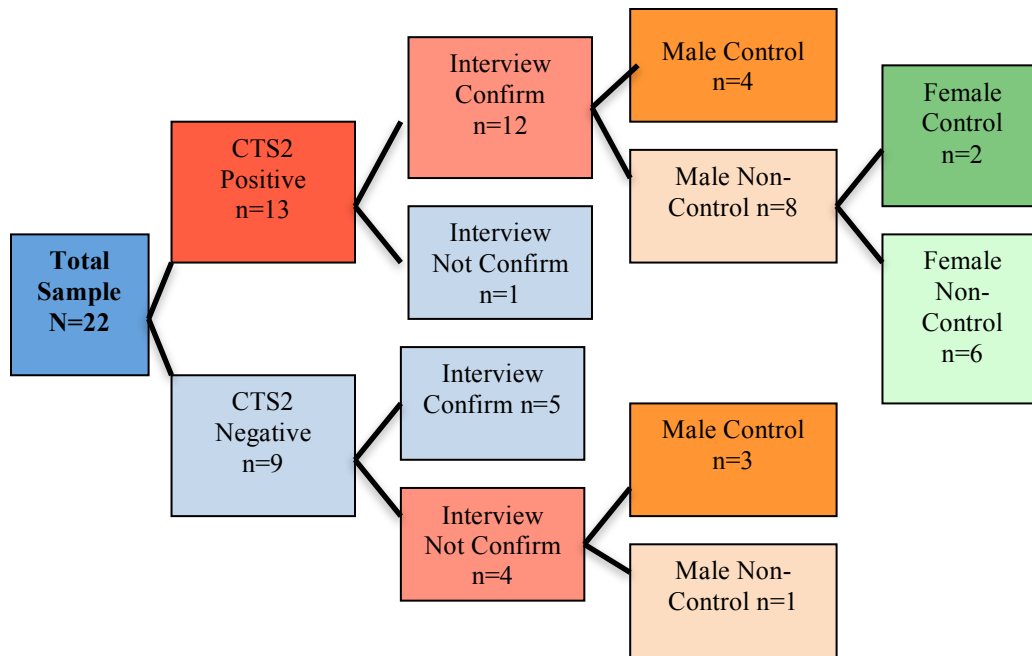 Total
Sample
N=22
CTS2
Positive
n=13
CTS2
Negative
n=9
Interview
Confirm
n=12
Interview
Not Confirm
n=1
Interview
Confirm n=5
Interview
Not Confirm
n=4
Male Control
n=4
Male Non-
Control n=8
Male Control
n=3
Male Non-
Control n=1
Female
Control
n=2
Female
Non-
Control
n=6